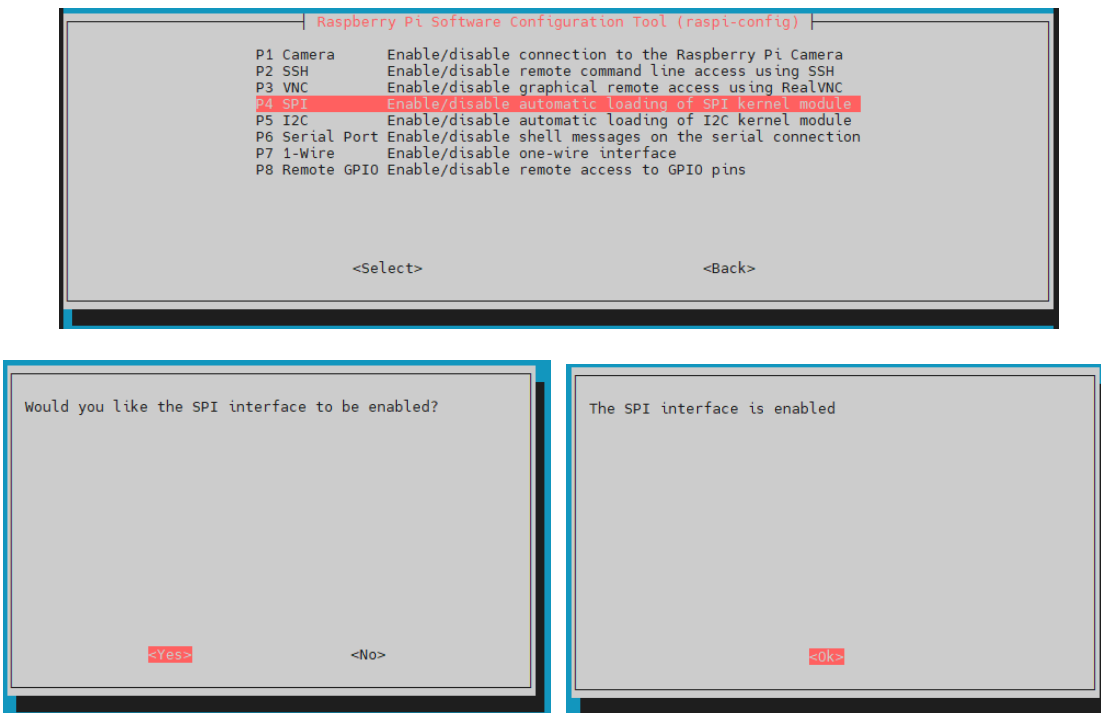 Raspberry Pi Software Configuration Tool (raspi-config)
P1 Camera Enable/disable connection to the Raspberry Pi Camera
P2 SSH Enable/disable remote command line access using SSH
P3 VNC Enable/disable graphical remote access using RealVNC
P4 SPI Enable/disable automatic loading of SPI kernel module
P5 I2C Enable/disable automatic loading of I2C kernel module
P6 Serial Port Enable/disable shell messages on the serial connection
P7 1-Wire Enable/disable one-wire interface
P8 Remote GPIO Enable/disable remote access to GPIO pins
<Select> <Back>
Would you like the SPI interface to be enabled?
<Yes> <No>
The SPI interface is enabled
<Ok>